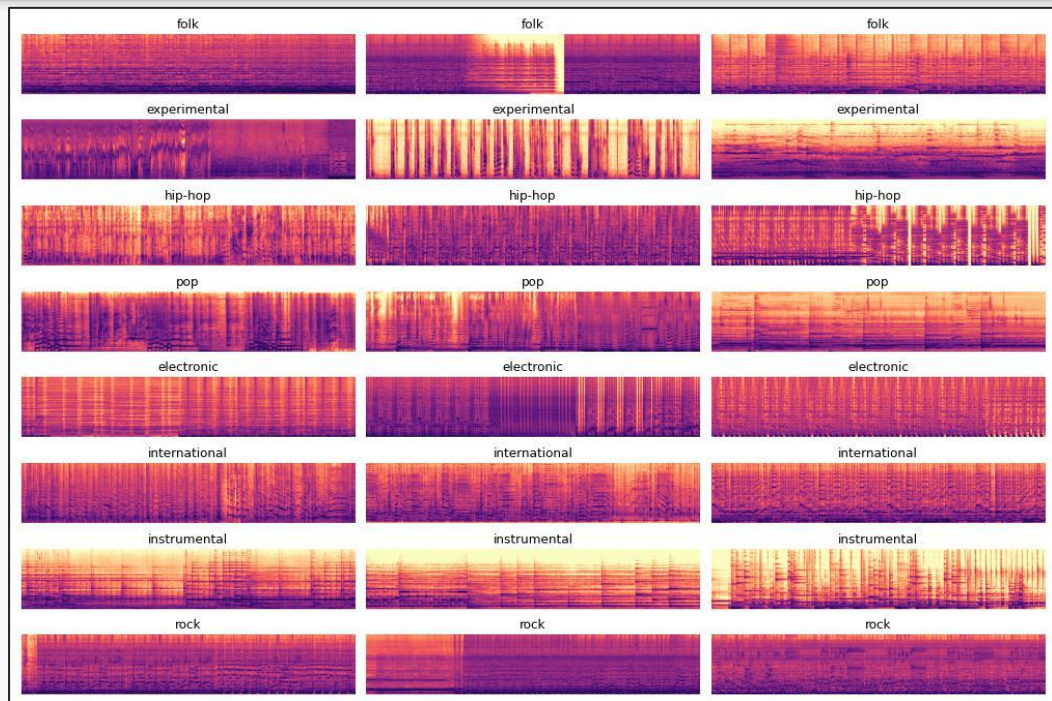 folk folk folk
experimental experimental experimental
hip-hop hip-hop hip-hop
pop pop pop
electronic electronic electronic
international international international
instrumental instrumental instrumental
rock rock rock